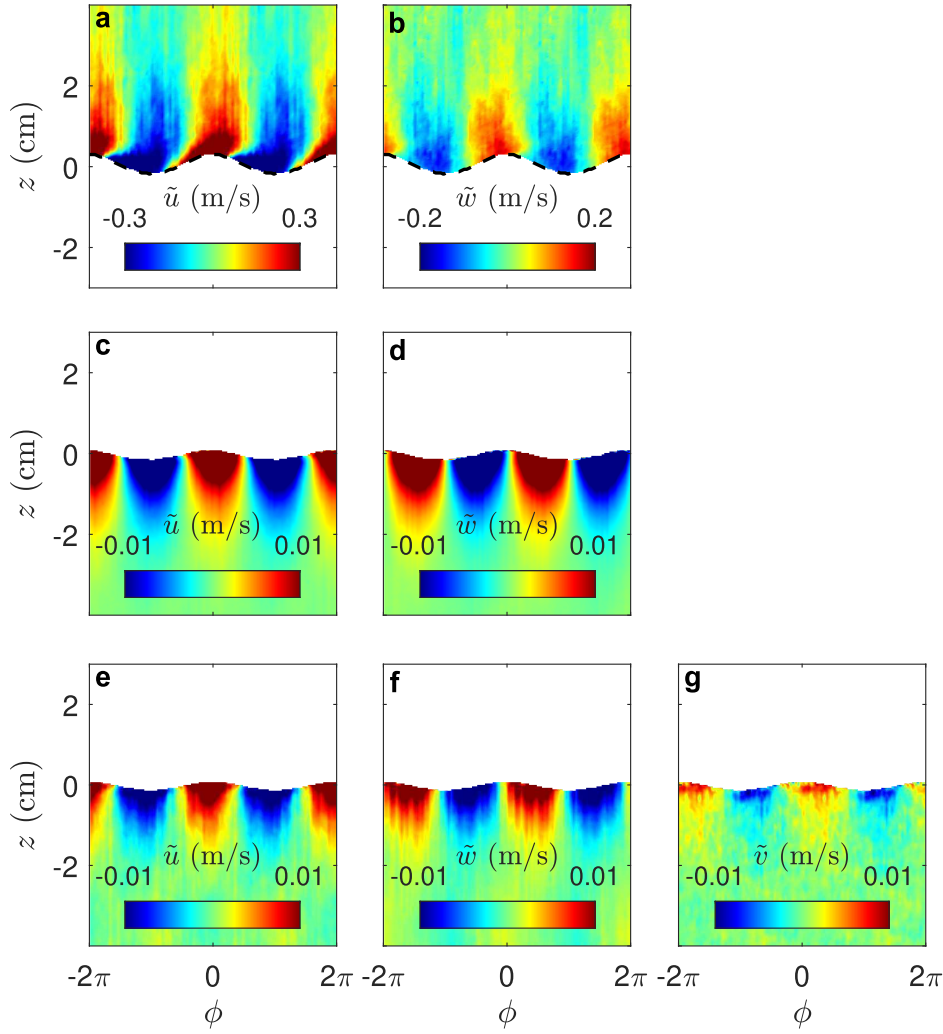 a b
2
z (cm)
0
ũ (m/s) w̃ (m/s)
-0.3 0.3 -0.2 0.2
-2
c d
2
z (cm)
0
ũ (m/s) w̃ (m/s)
-2
-0.01 0.01 -0.01 0.01
e f g
2
z (cm)
0
ũ (m/s) w̃ (m/s) ṽ (m/s)
-2
-0.01 0.01 -0.01 0.01 -0.01 0.01
-2π 0 2π -2π 0 2π -2π 0 2π
ϕ ϕ ϕ